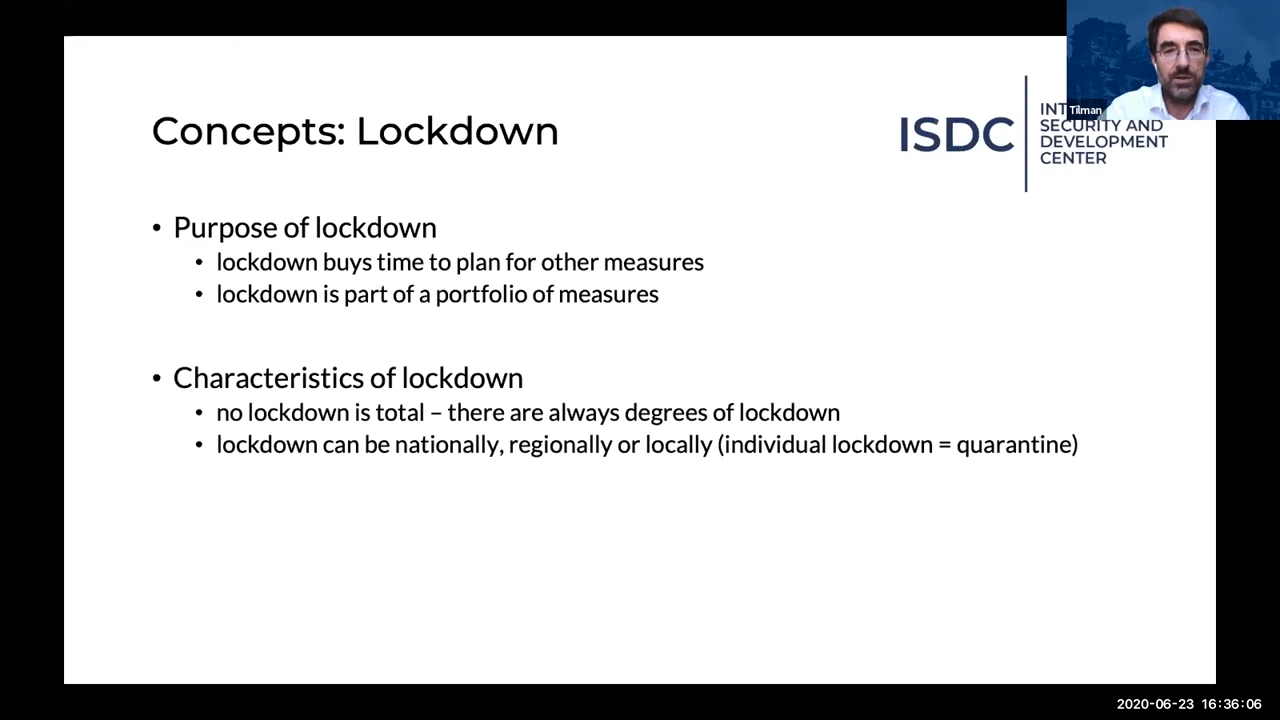 Concepts: Lockdown
ISDC
INT
SECURITY AND
DEVELOPMENT
CENTER
Tilman
• Purpose of lockdown
• lockdown buys time to plan for other measures
• lockdown is part of a portfolio of measures
• Characteristics of lockdown
• no lockdown is total – there are always degrees of lockdown
• lockdown can be nationally, regionally or locally (individual lockdown = quarantine)
2020-06-23 16:36:06